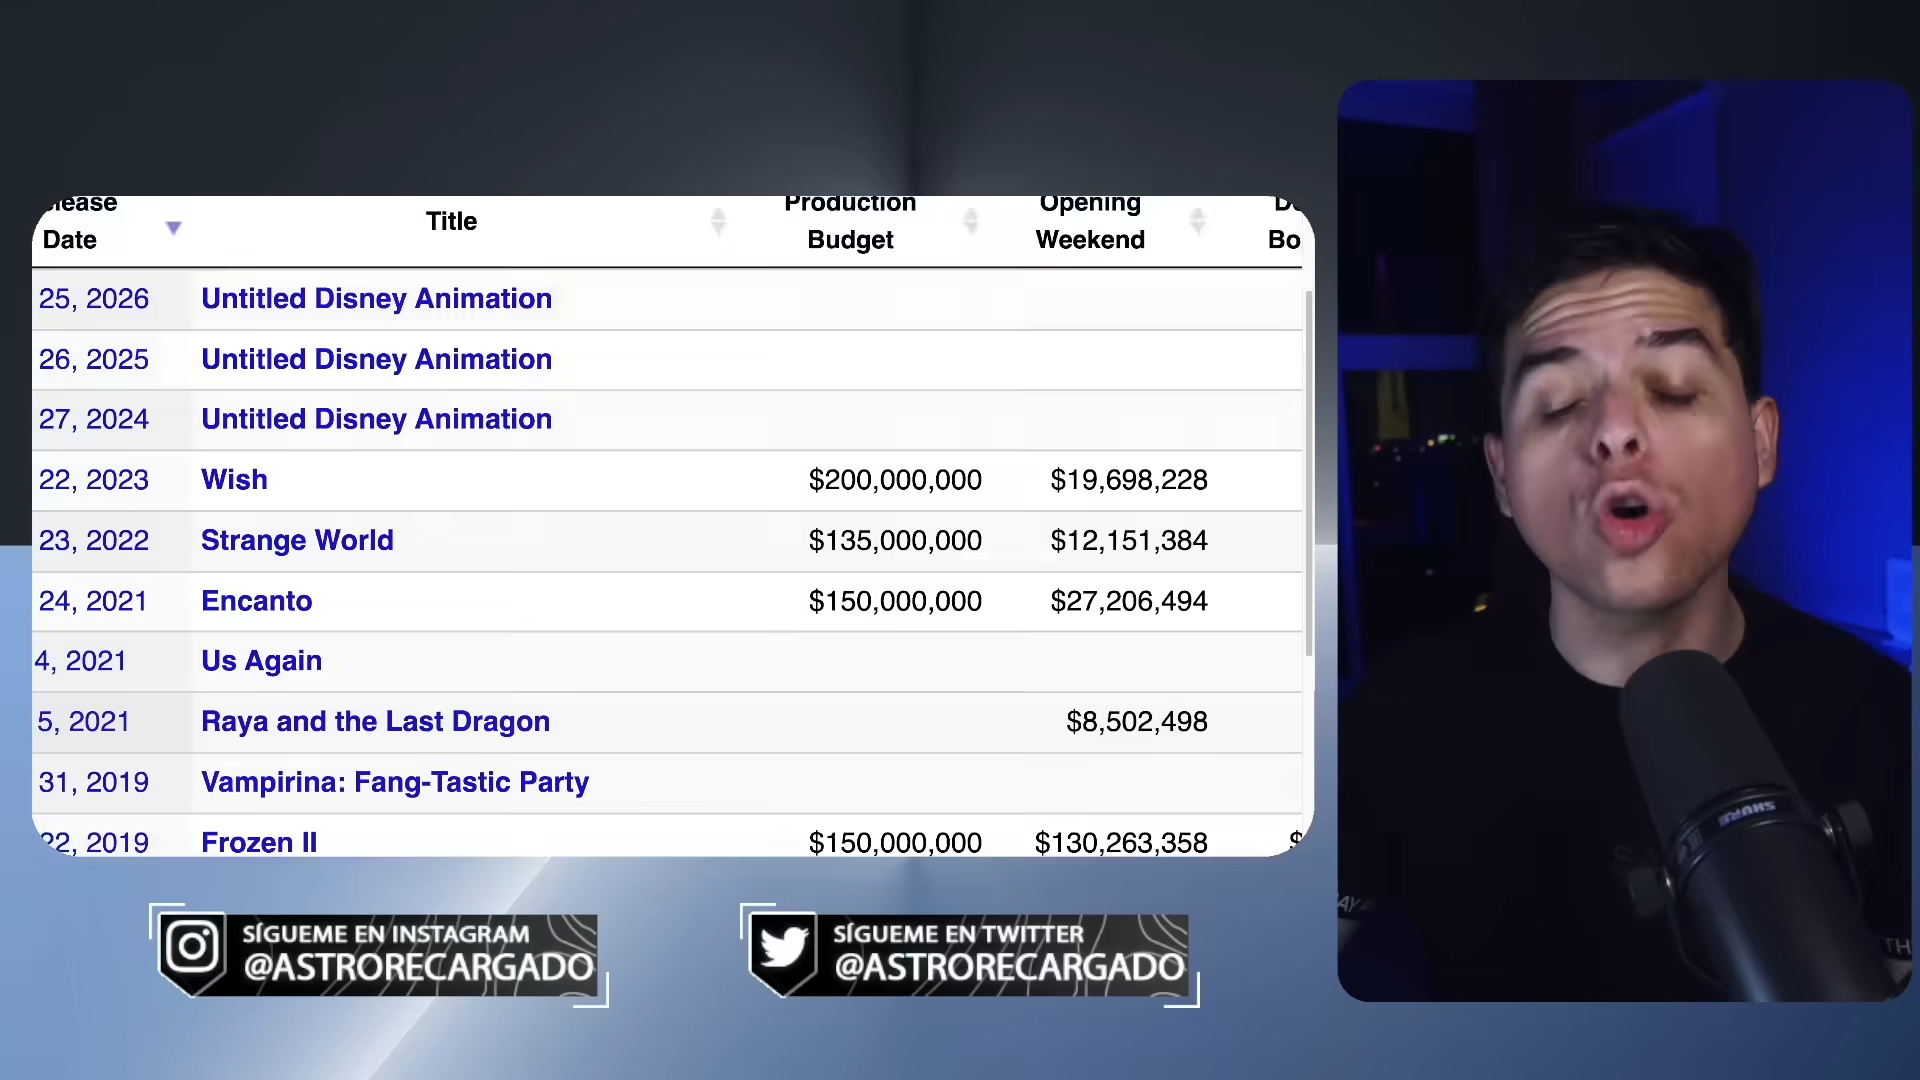 Date Title Production Budget Opening Weekend
25, 2026 Untitled Disney Animation
26, 2025 Untitled Disney Animation
27, 2024 Untitled Disney Animation
22, 2023 Wish $200,000,000 $19,698,228
23, 2022 Strange World $135,000,000 $12,151,384
24, 2021 Encanto $150,000,000 $27,206,494
4, 2021 Us Again
5, 2021 Raya and the Last Dragon $8,502,498
31, 2019 Vampirina: Fang-Tastic Party
22, 2019 Frozen II $150,000,000 $130,263,358
SÍGUEME EN INSTAGRAM
@ASTRORECARGADO
SÍGUEME EN TWITTER
@ASTRORECARGADO
SHURE